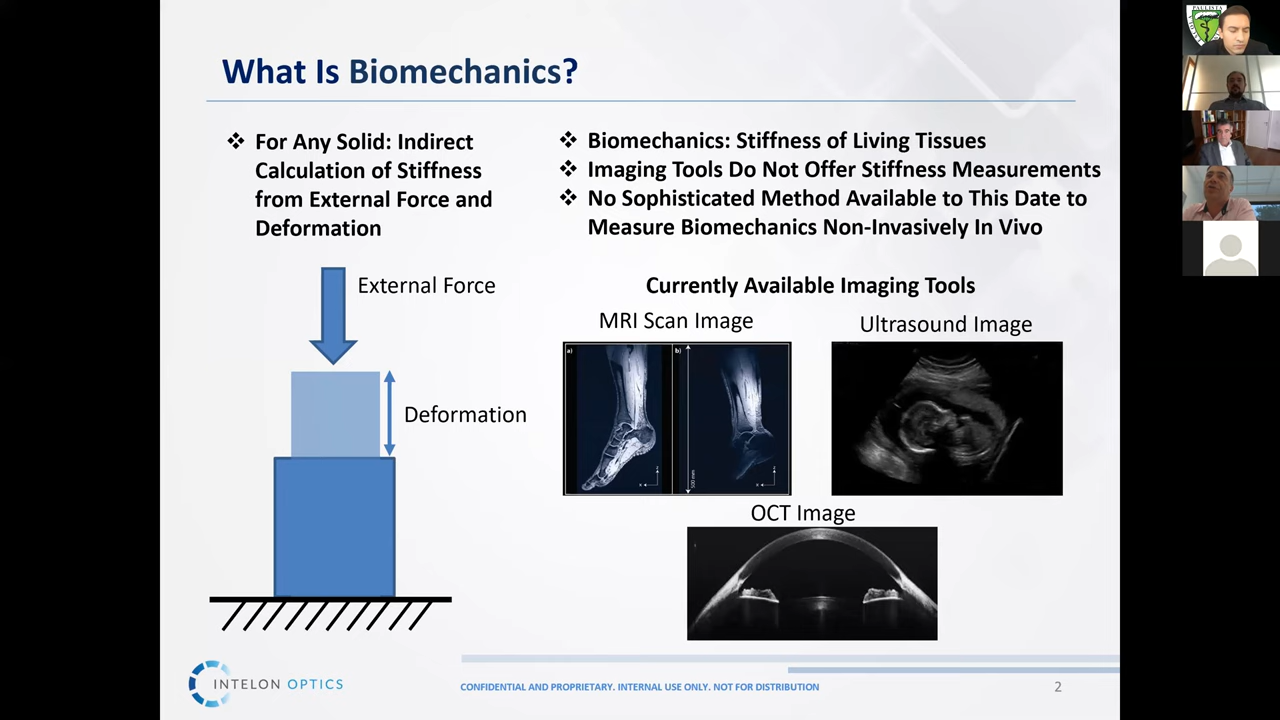 What Is Biomechanics?
❖ For Any Solid: Indirect
Calculation of Stiffness
from External Force and
Deformation
❖ Biomechanics: Stiffness of Living Tissues
❖ Imaging Tools Do Not Offer Stiffness Measurements
❖ No Sophisticated Method Available to This Date to
Measure Biomechanics Non-Invasively In Vivo
External Force
Deformation
Currently Available Imaging Tools
MRI Scan Image
Ultrasound Image
a)
b)
500 mm
OCT Image
INTELON OPTICS
CONFIDENTIAL AND PROPRIETARY. INTERNAL USE ONLY. NOT FOR DISTRIBUTION
2
PAULISTA